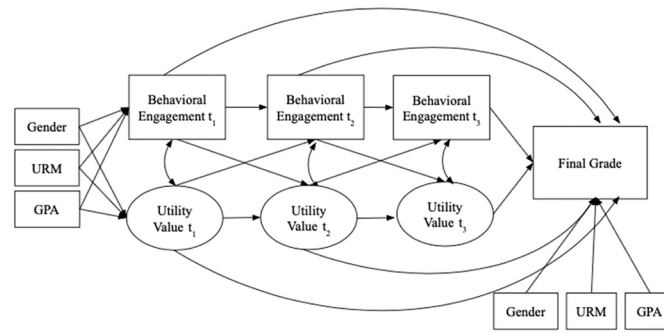 Behavioral
Engagement t1
Behavioral
Engagement t2
Behavioral
Engagement t3
Gender
URM
GPA
Final Grade
Utility
Value t1
Utility
Value t2
Utility
Value t3
Gender
URM
GPA